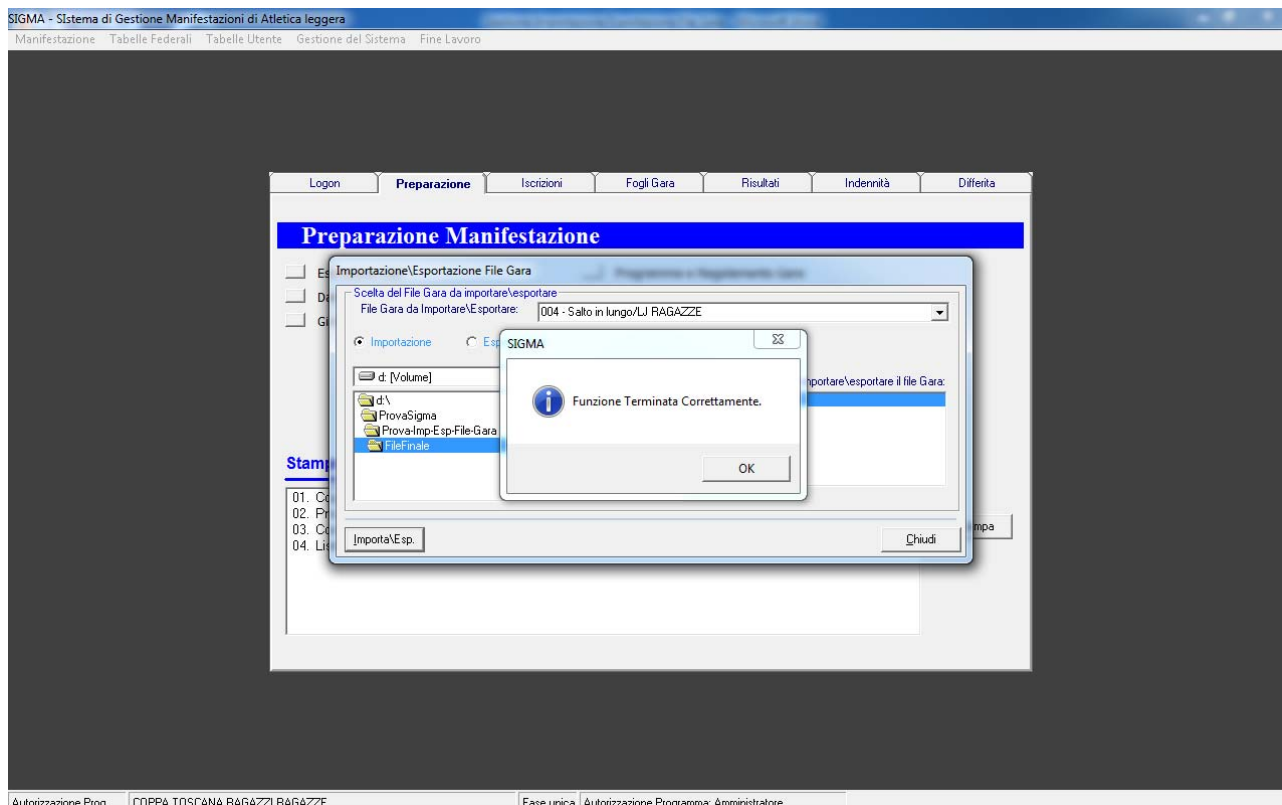 SIGMA - SIstema di Gestione Manifestazioni di Atletica leggera
Manifestazione Tabelle Federali Tabelle Utente Gestione del Sistema Fine Lavoro
Logon Preparazione Iscrizioni Fogli Gara Risultati Indennità Differita
Preparazione Manifestazione
Importazione\Esportazione File Gara
Programma e Regolamento Gare
Scelta del File Gara da importare\esportare
File Gara da Importare\Esportare: 004 - Salto in lungo/LJ RAGAZZE
Importazione Esp
SIGMA
d: [Volume]
mportare\esportare il file Gara:
d:\
ProvaSigma
Prova-Imp-Esp-File-Gara
FileFinale
Funzione Terminata Correttamente.
OK
Stamp
01. Co
02. Pr
03. Co
04. Lis
Importa\Esp.
Chiudi
mpa
Autorizzazione Prog. COPPA TOSCANA RAGAZZI RAGAZZE Fase unica Autorizzazione Programma: Amministratore